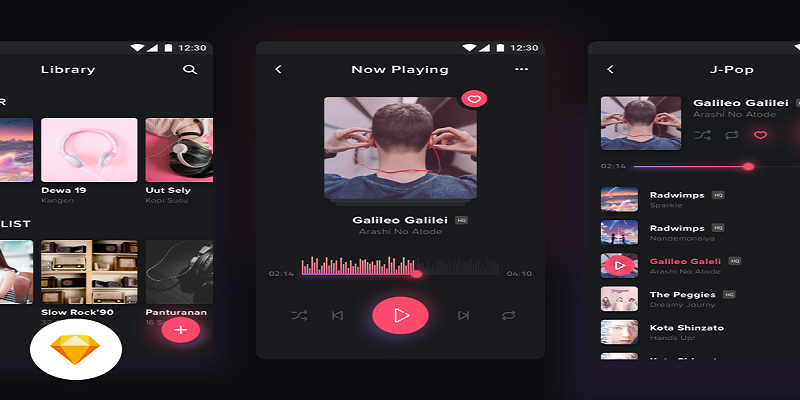 12:30
Library
R
Dewa 19
Kangen
Uut Sely
Kopi Susu
LIST
Slow Rock'90
Panturanan
12:30
Now Playing
Galileo Galilei HQ
Arashi No Atode
02:14
04:10
12:30
J-Pop
Galileo Galilei
Arashi No Atode
02:14
Radwimps HQ
Sparkle
Radwimps HQ
Nandemonaiya
Galileo Galeli HQ
Arashi No Atode
The Peggies HQ
Dreamy Journy
Kota Shinzato
Hands Up!